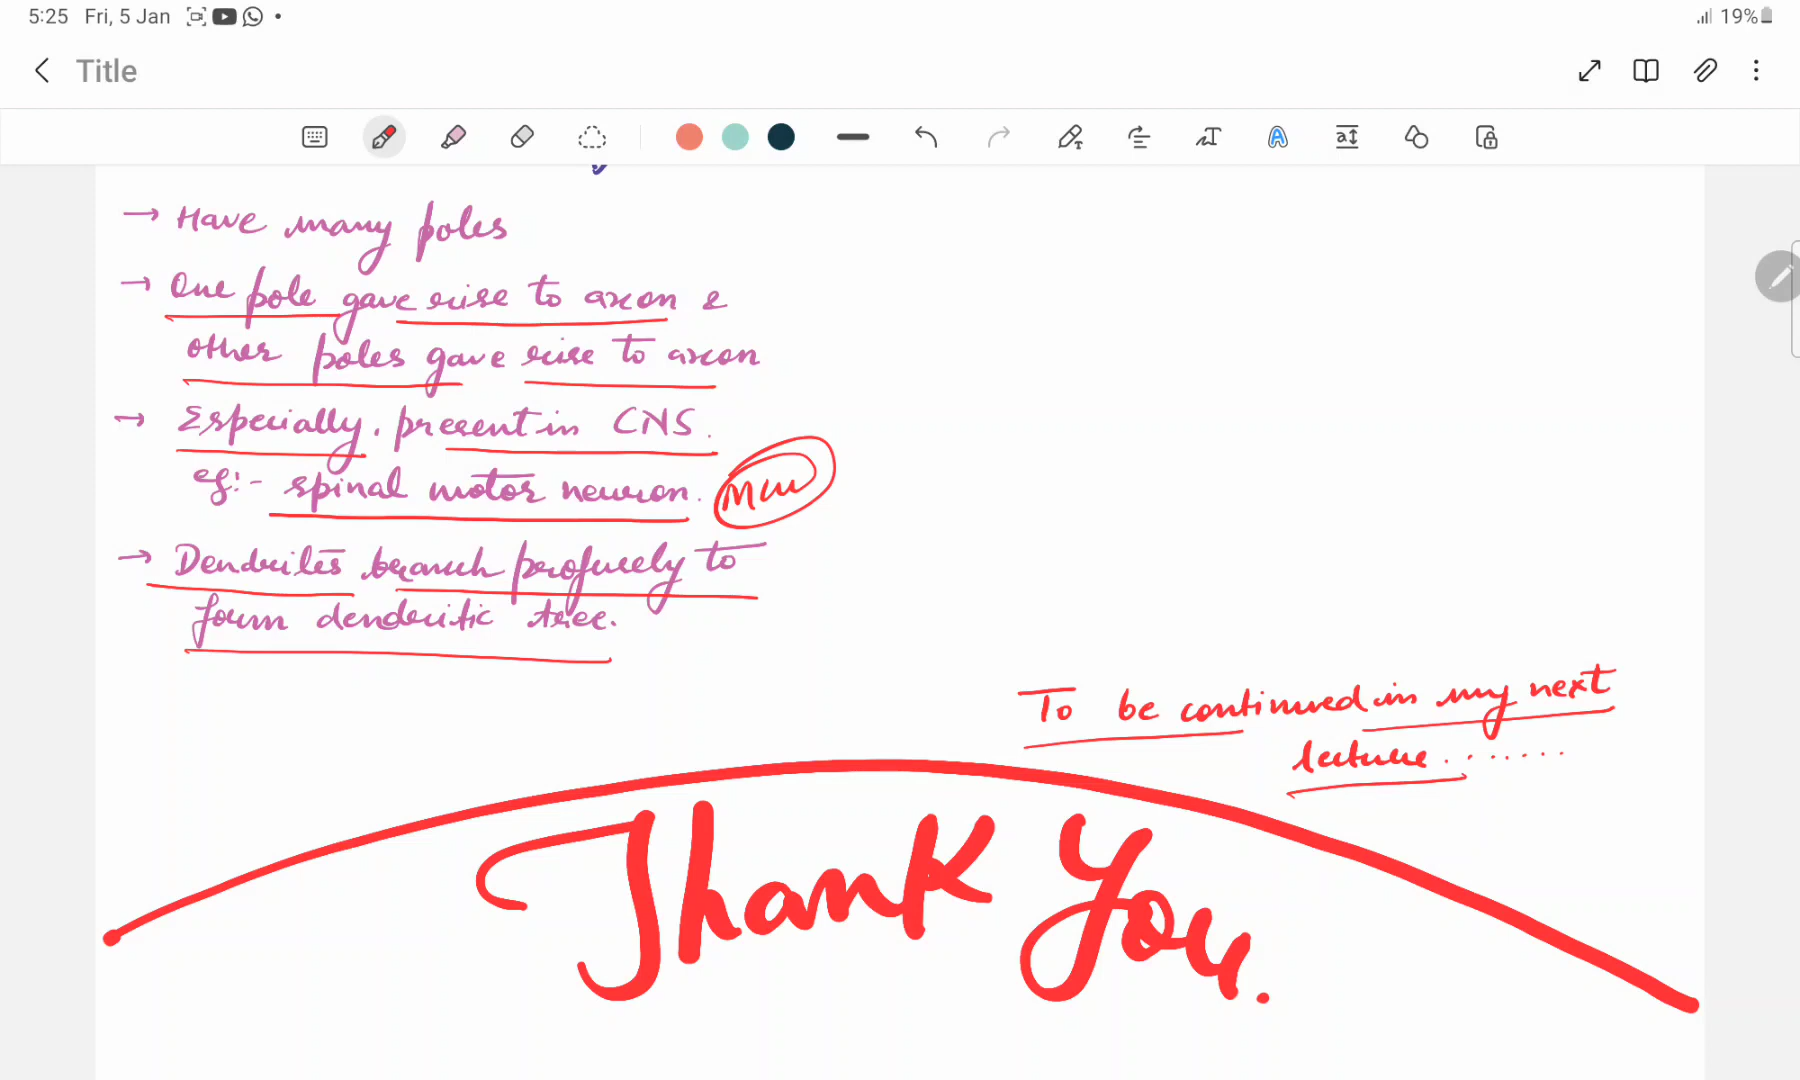 5:25 Fri, 5 Jan
19%
Title
→ Have many poles
→ One pole gave rise to axon &
other poles gave rise to axon
→ Especially, present in CNS.
eg:- spinal motor neuron.
→ Dendrites branch profusely to
form dendritic tree.
To be continued in my next
lecture........
Thank You.